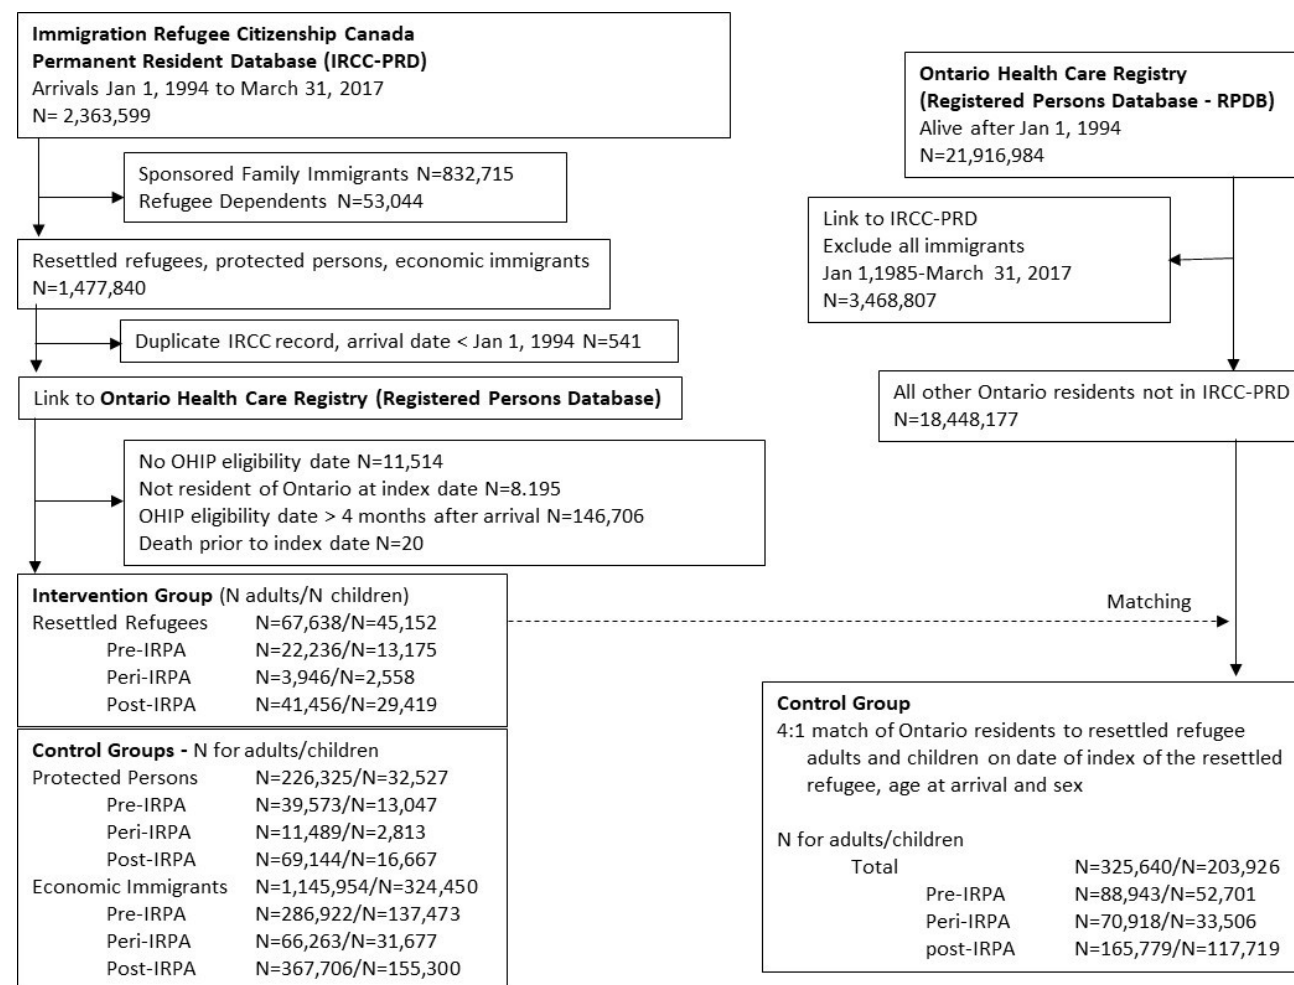 Immigration Refugee Citizenship Canada
Permanent Resident Database (IRCC-PRD)
Arrivals Jan 1, 1994 to March 31, 2017
N= 2,363,599
Sponsored Family Immigrants N=832,715
Refugee Dependents N=53,044
Resettled refugees, protected persons, economic immigrants
N=1,477,840
Duplicate IRCC record, arrival date < Jan 1, 1994 N=541
Link to Ontario Health Care Registry (Registered Persons Database)
No OHIP eligibility date N=11,514
Not resident of Ontario at index date N=8.195
OHIP eligibility date > 4 months after arrival N=146,706
Death prior to index date N=20
Intervention Group (N adults/N children)
Resettled Refugees N=67,638/N=45,152
Pre-IRPA N=22,236/N=13,175
Peri-IRPA N=3,946/N=2,558
Post-IRPA N=41,456/N=29,419
Control Groups - N for adults/children
Protected Persons N=226,325/N=32,527
Pre-IRPA N=39,573/N=13,047
Peri-IRPA N=11,489/N=2,813
Post-IRPA N=69,144/N=16,667
Economic Immigrants N=1,145,954/N=324,450
Pre-IRPA N=286,922/N=137,473
Peri-IRPA N=66,263/N=31,677
Post-IRPA N=367,706/N=155,300
Ontario Health Care Registry
(Registered Persons Database - RPDB)
Alive after Jan 1, 1994
N=21,916,984
Link to IRCC-PRD
Exclude all immigrants
Jan 1,1985-March 31, 2017
N=3,468,807
All other Ontario residents not in IRCC-PRD
N=18,448,177
Matching
Control Group
4:1 match of Ontario residents to resettled refugee
adults and children on date of index of the resettled
refugee, age at arrival and sex
N for adults/children
Total N=325,640/N=203,926
Pre-IRPA N=88,943/N=52,701
Peri-IRPA N=70,918/N=33,506
post-IRPA N=165,779/N=117,719